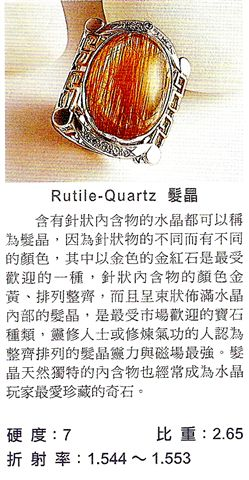 Rutile-Quartz 髮晶
含有針狀內含物的水晶都可以稱
為髮晶，因為針狀物的不同而有不同
的顏色，其中以金色的金紅石是最受
歡迎的一種，針狀內含物的顏色金
黃、排列整齊，而且呈束狀佈滿水晶
內部的髮晶，是最受市場歡迎的寶石
種類，靈修人士或修煉氣功的人認為
整齊排列的髮晶靈力與磁場最強。髮
晶天然獨特的內含物也經常成為水晶
玩家最愛珍藏的奇石。
硬 度：7 比 重：2.65
折 射 率：1.544～1.553